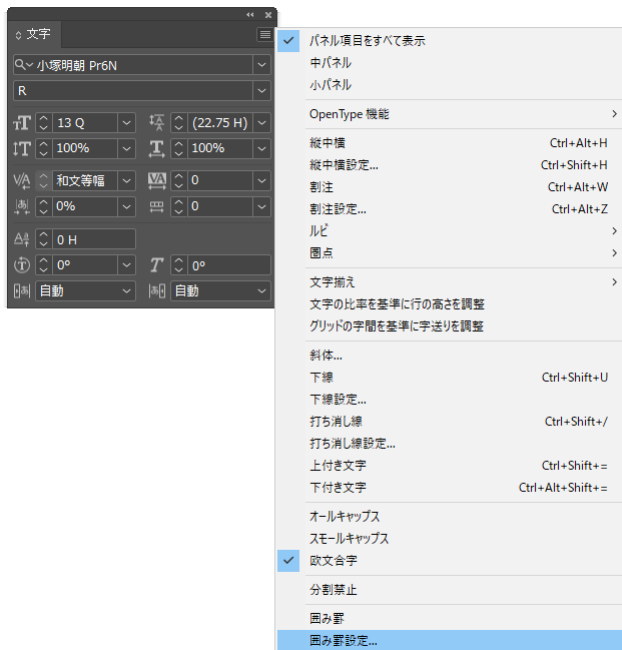 文字
小塚明朝 Pr6N
R
13 Q
(22.75 H)
100%
100%
和文等幅
0
0%
0
0 H
0°
0°
自動
自動
パネル項目をすべて表示
中パネル
小パネル
OpenType 機能
縦中横 Ctrl+Alt+H
縦中横設定... Ctrl+Shift+H
割注 Ctrl+Alt+W
割注設定... Ctrl+Alt+Z
ルビ
圏点
文字揃え
文字の比率を基準に行の高さを調整
グリッドの字間を基準に字送りを調整
斜体...
下線 Ctrl+Shift+U
下線設定...
打ち消し線 Ctrl+Shift+/
打ち消し線設定...
上付き文字 Ctrl+Shift+=
下付き文字 Ctrl+Alt+Shift+=
オールキャップス
スモールキャップス
欧文合字
分割禁止
囲み罫
囲み罫設定...